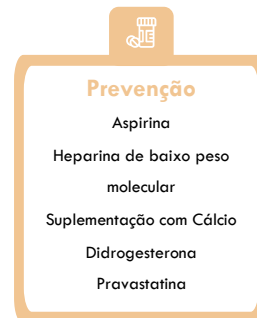 Prevenção
Aspirina
Heparina de baixo peso
molecular
Suplementação com Cálcio
Didrogesterona
Pravastatina